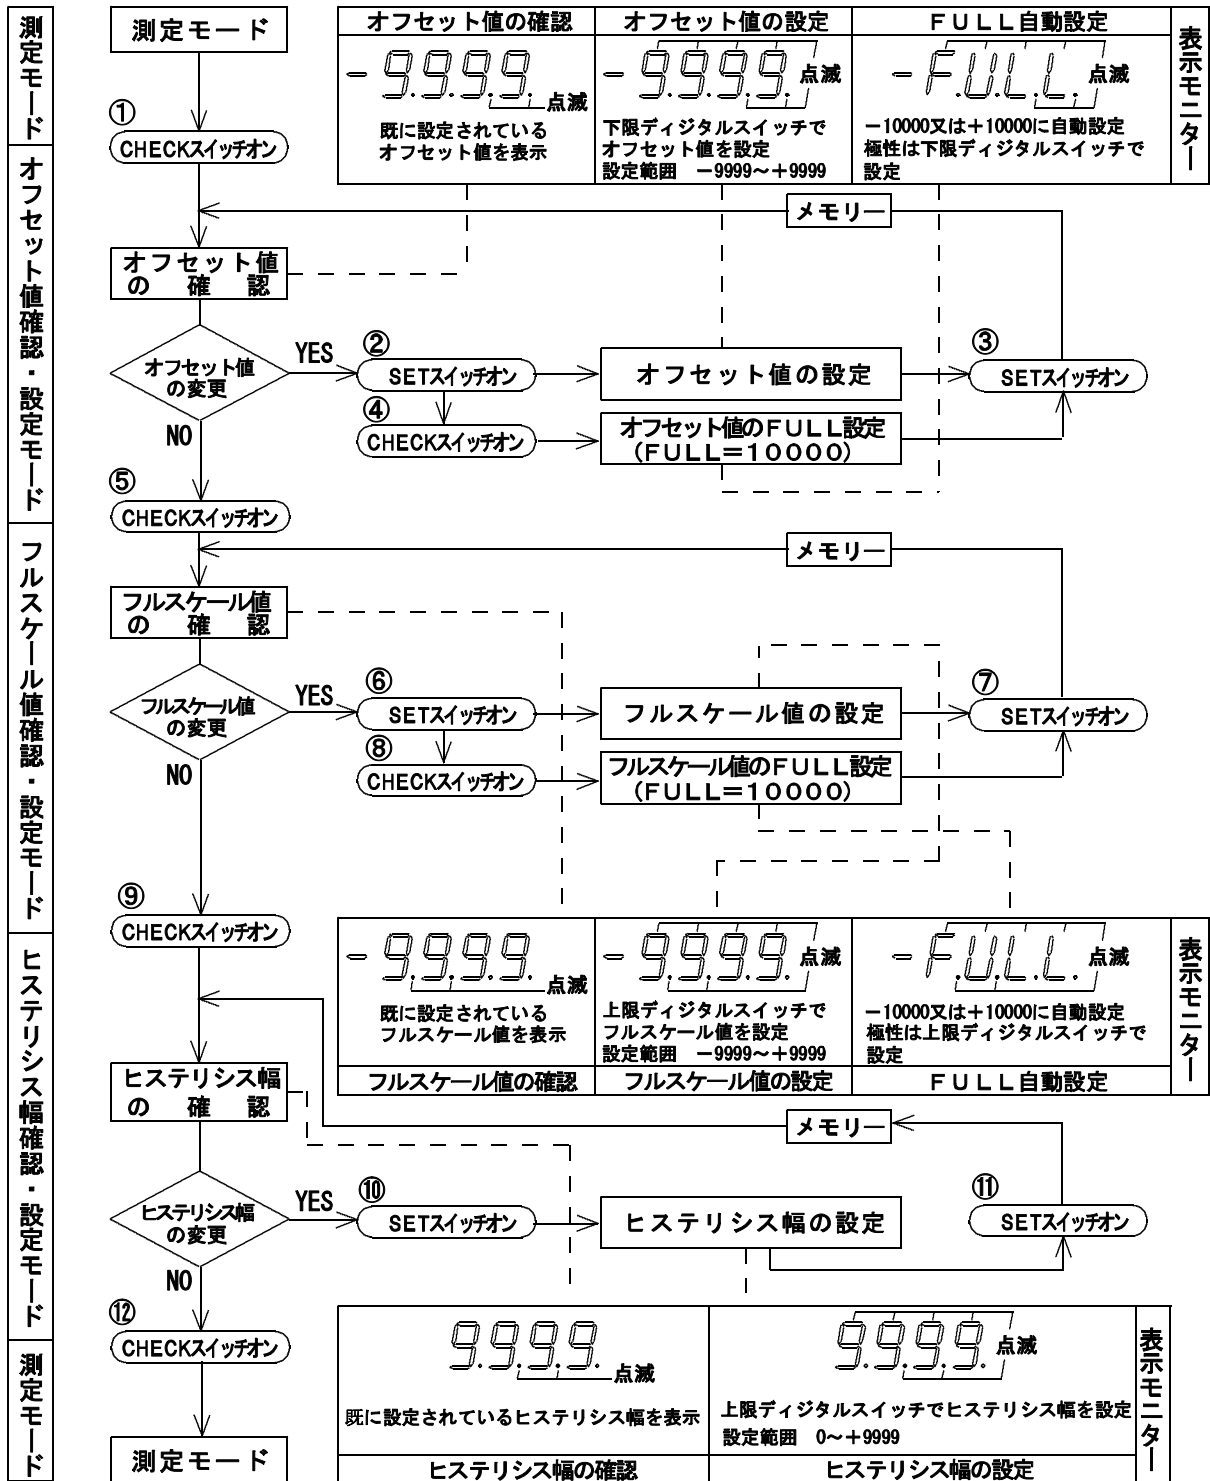 測定モード
オフセット値確認・設定モード
フルスケール値確認・設定モード
ヒステリシス幅確認・設定モード
測定モード
測定モード
①
CHECKスイッチオン
オフセット値の確認
オフセット値の設定
FULL自動設定
表示モニター
-9.9.9.9.
点滅
既に設定されている
オフセット値を表示
-9.9.9.9.
点滅
下限ディジタルスイッチで
オフセット値を設定
設定範囲 -9999~+9999
-F.U.L.L.
点滅
-10000又は+10000に自動設定
極性は下限ディジタルスイッチで
設定
メモリー
オフセット値
の確認
オフセット値
の変更
YES
NO
②
SETスイッチオン
オフセット値の設定
③
SETスイッチオン
④
CHECKスイッチオン
オフセット値のFULL設定
(FULL=10000)
⑤
CHECKスイッチオン
メモリー
フルスケール値
の確認
フルスケール値
の変更
YES
NO
⑥
SETスイッチオン
フルスケール値の設定
⑦
SETスイッチオン
⑧
CHECKスイッチオン
フルスケール値のFULL設定
(FULL=10000)
⑨
CHECKスイッチオン
-9.9.9.9.
点滅
既に設定されている
フルスケール値を表示
フルスケール値の確認
-9.9.9.9.
点滅
上限ディジタルスイッチで
フルスケール値を設定
設定範囲 -9999~+9999
フルスケール値の設定
-F.U.L.L.
点滅
-10000又は+10000に自動設定
極性は上限ディジタルスイッチで
設定
FULL自動設定
表示モニター
ヒステリシス幅
の確認
メモリー
ヒステリシス幅
の変更
YES
NO
⑩
SETスイッチオン
ヒステリシス幅の設定
⑪
SETスイッチオン
⑫
CHECKスイッチオン
測定モード
9.9.9.9.
点滅
既に設定されているヒステリシス幅を表示
ヒステリシス幅の確認
9.9.9.9.
点滅
上限ディジタルスイッチでヒステリシス幅を設定
設定範囲 0~+9999
ヒステリシス幅の設定
表示モニター